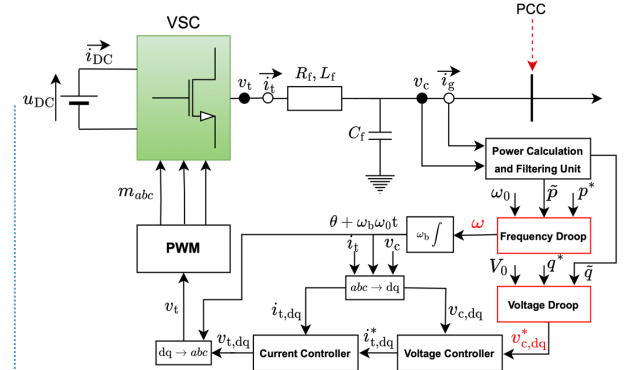 PCC
VSC
i_DC
u_DC
v_t
i_t
R_f, L_f
v_c
i_g
C_f
Power Calculation
and Filtering Unit
m_abc
ω_0
p̃
p*
θ + ω_bω_0t
ω_b ∫
ω
Frequency Droop
PWM
i_t
v_c
V_0
q*
q̃
abc → dq
Voltage Droop
v_t
i_t,dq
v_c,dq
v*_c,dq
dq → abc
v_t,dq
Current Controller
i*_t,dq
Voltage Controller